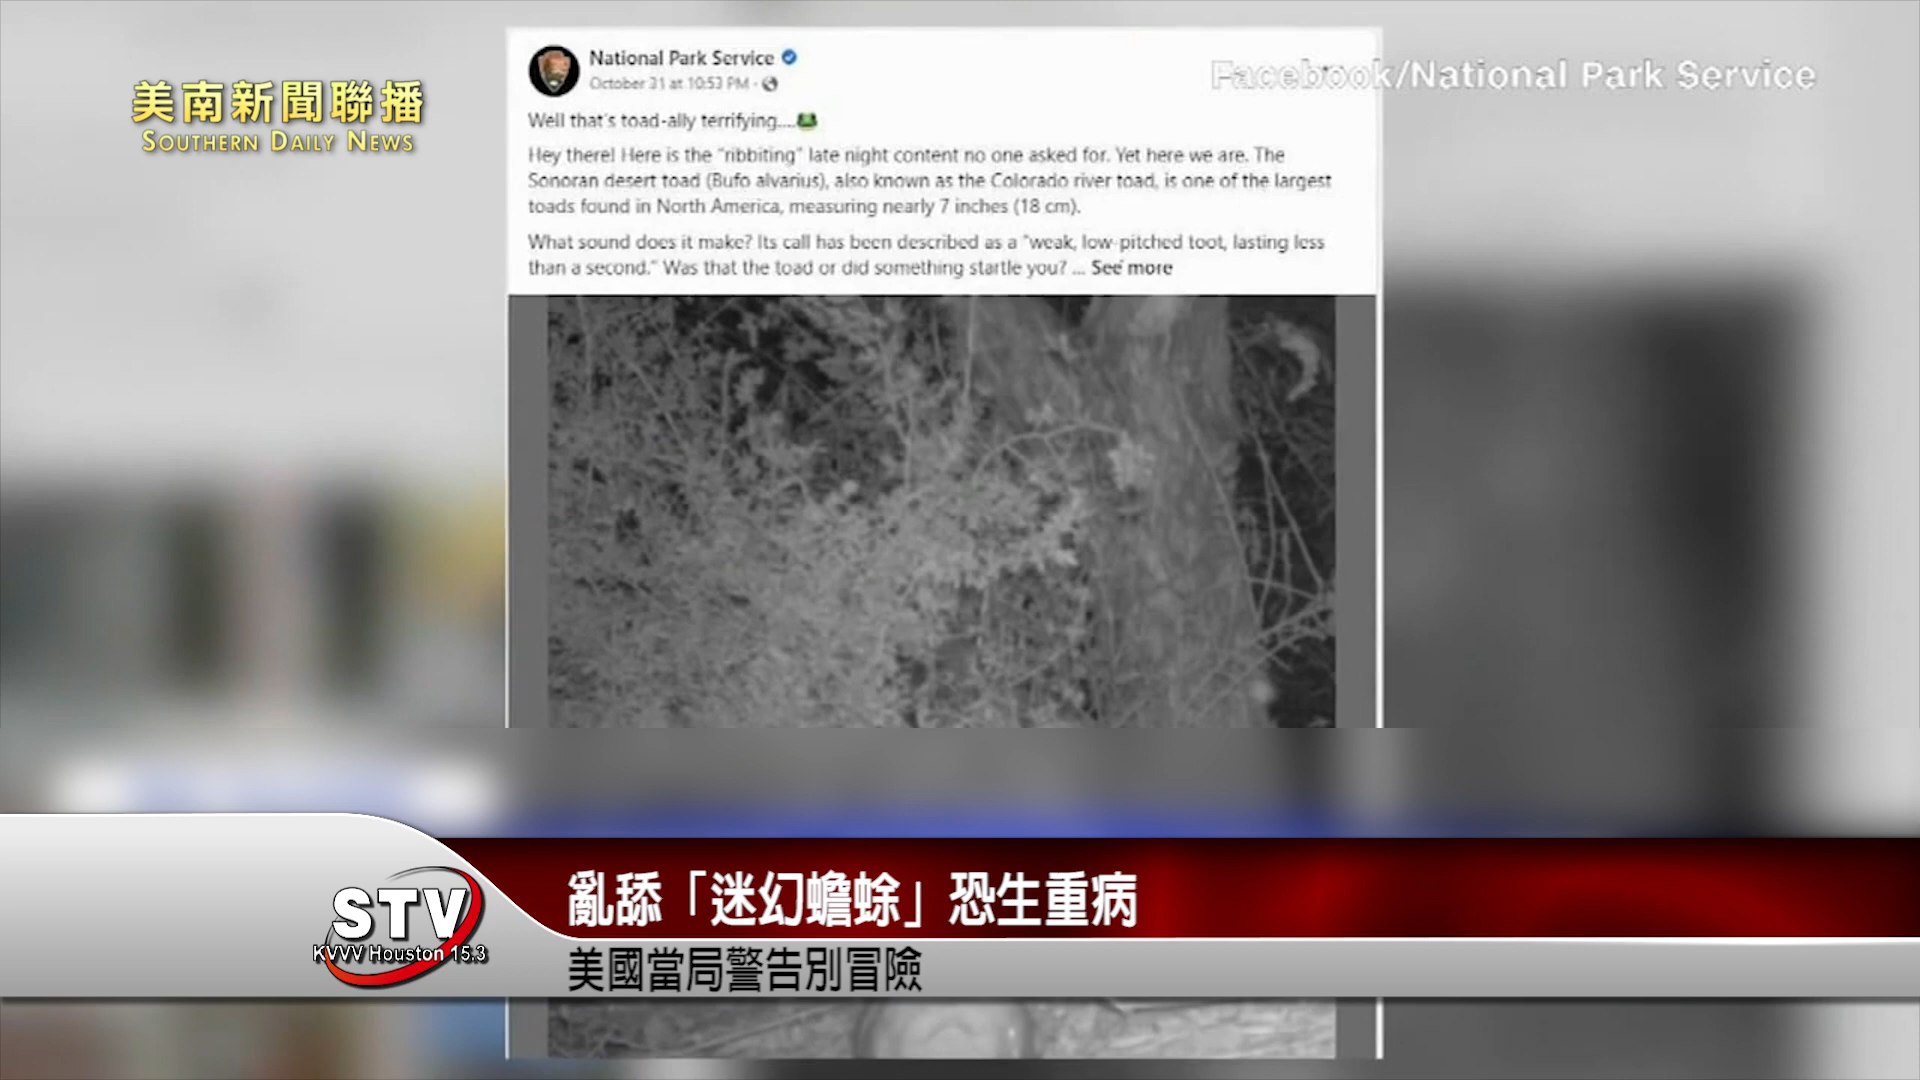 美南新聞聯播
SOUTHERN DAILY NEWS
National Park Service
October 31 at 10:53 PM ·
Facebook/National Park Service
Well that's toad-ally terrifying....🐸
Hey there! Here is the "ribbiting" late night content no one asked for. Yet here we are. The
Sonoran desert toad (Bufo alvarius), also known as the Colorado river toad, is one of the largest
toads found in North America, measuring nearly 7 inches (18 cm).
What sound does it make? Its call has been described as a "weak, low-pitched toot, lasting less
than a second." Was that the toad or did something startle you? ... See more
亂舔「迷幻蟾蜍」恐生重病
STV
KVVV Houston 15.3
美國當局警告別冒險